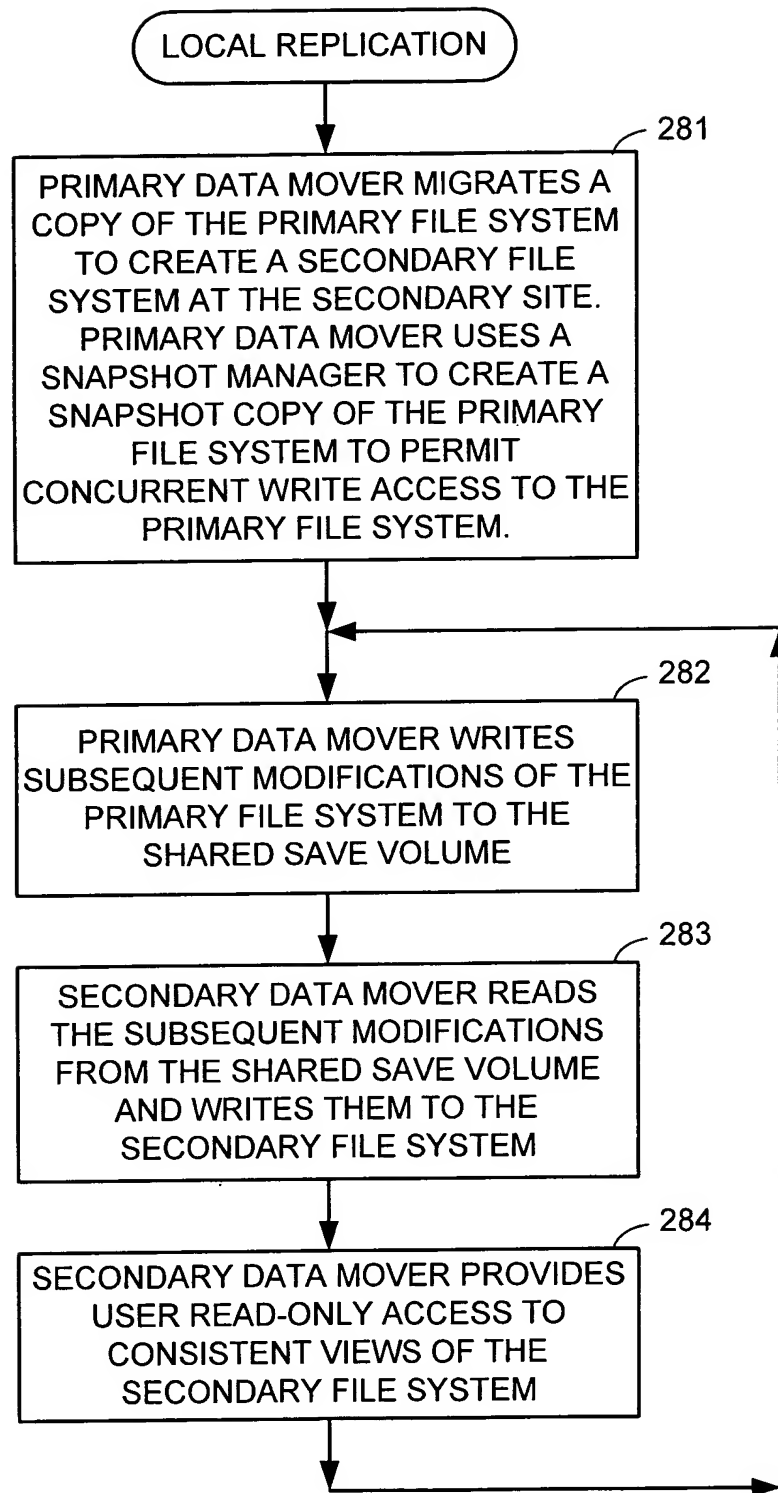 LOCAL REPLICATION
281
PRIMARY DATA MOVER MIGRATES A
COPY OF THE PRIMARY FILE SYSTEM
TO CREATE A SECONDARY FILE
SYSTEM AT THE SECONDARY SITE.
PRIMARY DATA MOVER USES A
SNAPSHOT MANAGER TO CREATE A
SNAPSHOT COPY OF THE PRIMARY
FILE SYSTEM TO PERMIT
CONCURRENT WRITE ACCESS TO THE
PRIMARY FILE SYSTEM.
282
PRIMARY DATA MOVER WRITES
SUBSEQUENT MODIFICATIONS OF THE
PRIMARY FILE SYSTEM TO THE
SHARED SAVE VOLUME
283
SECONDARY DATA MOVER READS
THE SUBSEQUENT MODIFICATIONS
FROM THE SHARED SAVE VOLUME
AND WRITES THEM TO THE
SECONDARY FILE SYSTEM
284
SECONDARY DATA MOVER PROVIDES
USER READ-ONLY ACCESS TO
CONSISTENT VIEWS OF THE
SECONDARY FILE SYSTEM